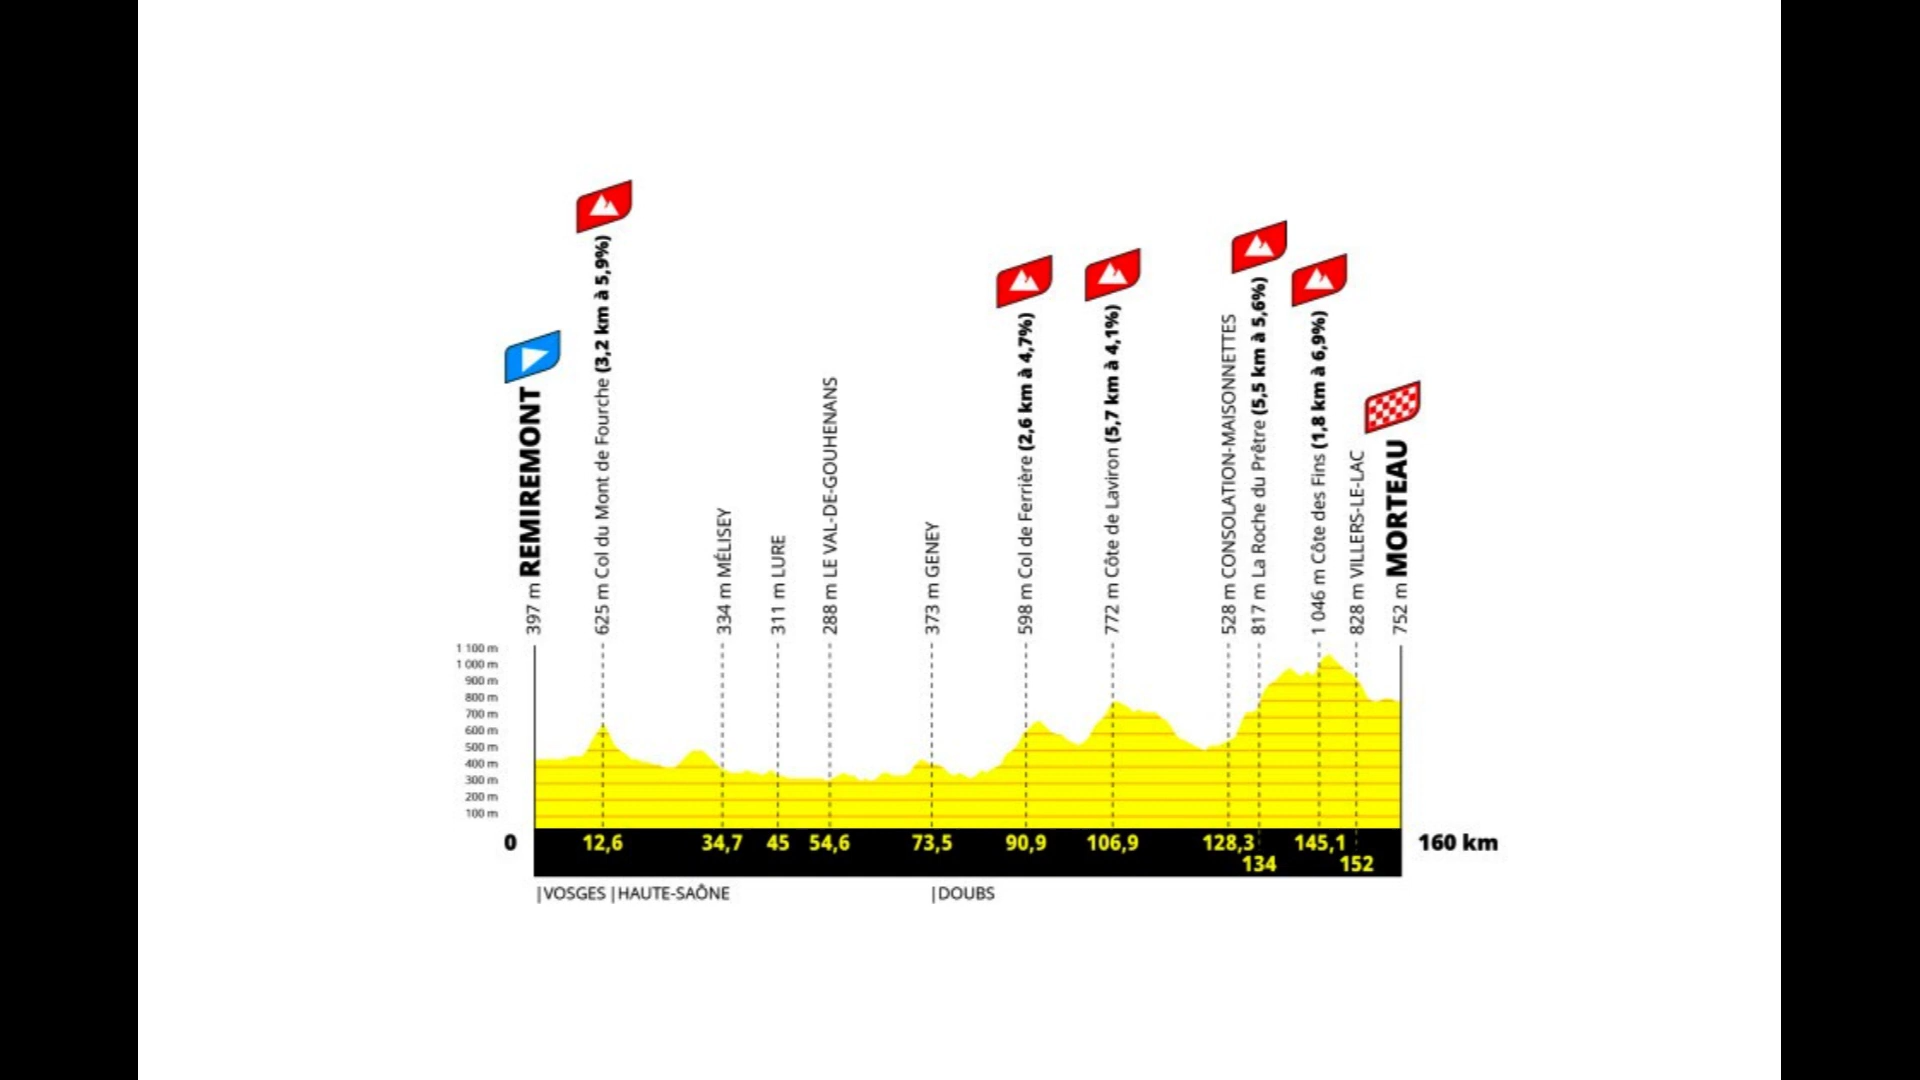 397 m REMIREMONT
625 m Col du Mont de Fourche (3,2 km à 5,9%)
334 m MÉLISEY
311 m LURE
288 m LE VAL-DE-GOUHENANS
373 m GENEY
598 m Col de Ferrière (2,6 km à 4,7%)
772 m Côte de Laviron (5,7 km à 4,1%)
528 m CONSOLATION-MAISONNETTES
817 m La Roche du Prêtre (5,5 km à 5,6%)
1 046 m Côte des Fins (1,8 km à 6,9%)
828 m VILLERS-LE-LAC
752 m MORTEAU
1 100 m
1 000 m
900 m
800 m
700 m
600 m
500 m
400 m
300 m
200 m
100 m
0 12,6 34,7 45 54,6 73,5 90,9 106,9 128,3 145,1 160 km
134 152
|VOSGES |HAUTE-SAÔNE |DOUBS